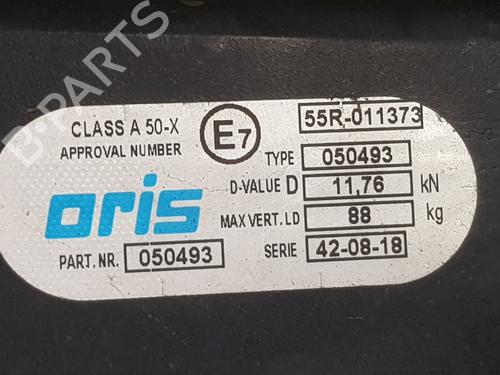 CLASS A 50-X
APPROVAL NUMBER
E7
55R-011373
TYPE 050493
D-VALUE D 11,76 kN
oris
MAX VERT. LD 88 kg
PART. NR. 050493
SERIE 42-08-18
B-PARTS